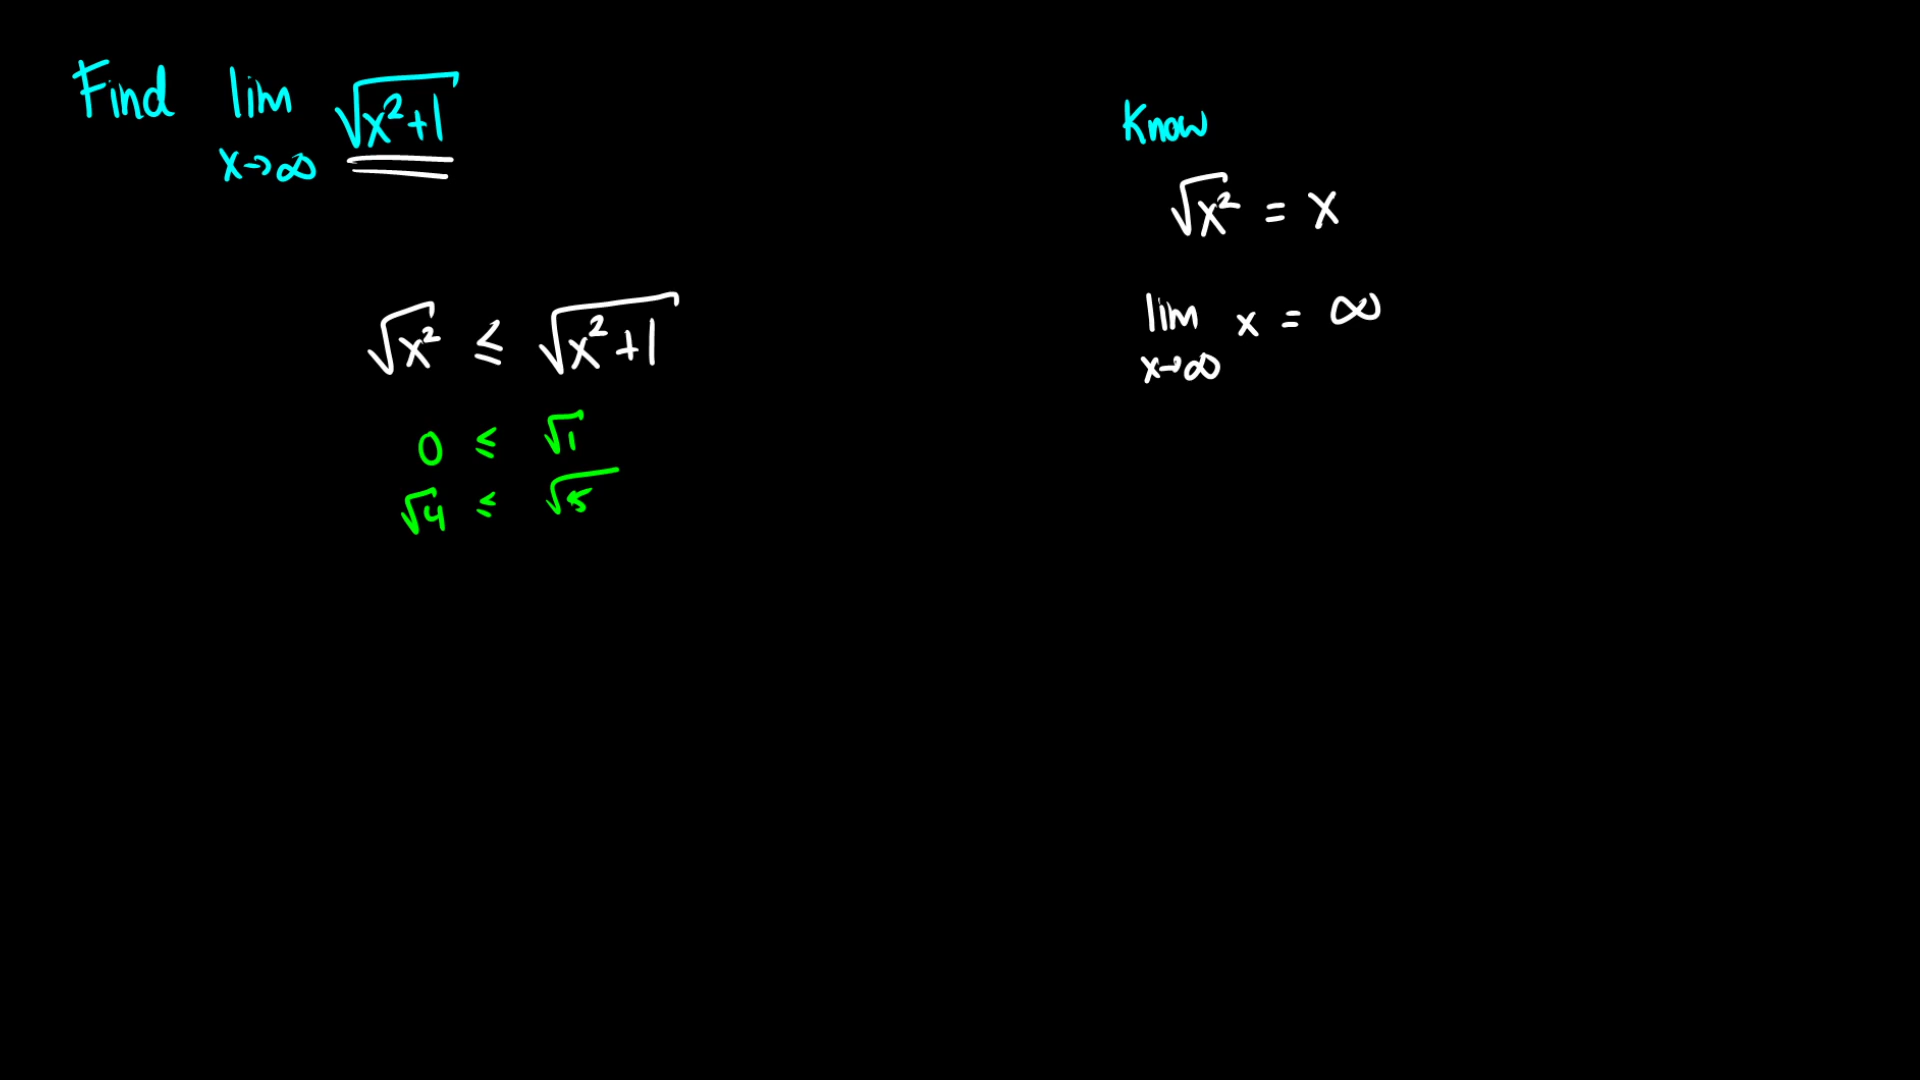 Find lim x→∞ √(x²+1)
√x² ≤ √(x²+1)
0 ≤ √1
√4 ≤ √5
Know
√x² = x
lim x→∞ x = ∞